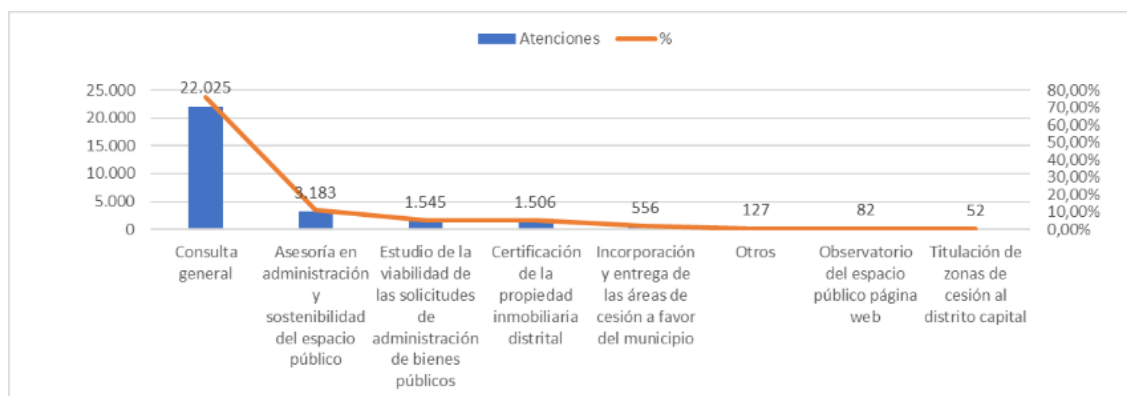 Atenciones
%
25.000
20.000
15.000
10.000
5.000
0
80,00%
70,00%
60,00%
50,00%
40,00%
30,00%
20,00%
10,00%
0,00%
22.025
3.183
1.545
1.506
556
127
82
52
Consulta
general
Asesoría en
administración
y
sostenibilidad
del espacio
público
Estudio de la
viabilidad de
las solicitudes
de
administración
de bienes
públicos
Certificación
de la
propiedad
inmobiliaria
distrital
Incorporación
y entrega de
las áreas de
cesión a favor
del municipio
Otros
Observatorio
del espacio
público página
web
Titulación de
zonas de
cesión al
distrito capital